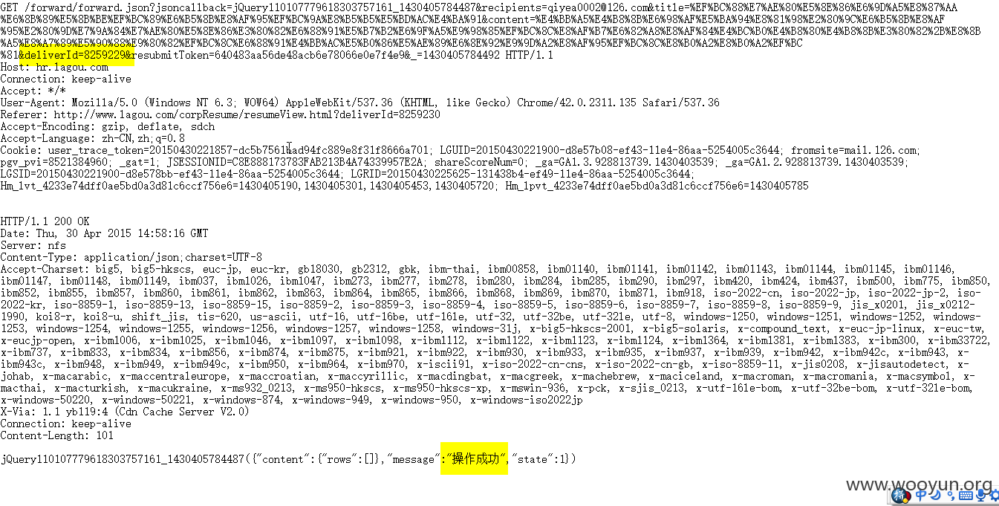 GET /forward/forward.json?jsoncallback=jQuery110107779618303757161_1430405784487&recipients=qiyea0002@126.com&title=%EF%BC%88%E7%AE%80%E5%8E%86%E6%9D%A5%E8%87%AA
%E6%8B%89%E5%8B%BE%EF%BC%89%E6%B5%8B%E8%AF%95%EF%BC%9A%E8%B5%B5%E5%BD%AC%E4%BA%91&content=%E4%BB%A5%E4%B8%8B%E6%98%AF%E5%BA%94%E8%81%98%E2%80%9C%E6%B5%8B%E8%AF
%95%E2%80%9D%E7%9A%84%E7%AE%80%E5%8E%86%E3%80%82%E6%88%91%E5%B7%B2%E6%9F%A5%E9%98%85%EF%BC%8C%E8%AF%B7%E6%82%A8%E8%AF%84%E4%BC%B0%E4%B8%80%E4%B8%8B%E3%80%82%2B%E8%8B
%A5%E8%A7%89%E5%90%88%E9%80%82%EF%BC%8C%E6%88%91%E4%BB%AC%E5%B0%86%E5%AE%89%E6%8E%92%E9%9D%A2%E8%AF%95%EF%BC%8C%E8%B0%A2%E8%B0%A2%EF%BC
%81&deliverId=8259229&resubmitToken=640483aa56de48acb6e78066e0e7f4e9&_=1430405784492 HTTP/1.1
Host: hr.lagou.com
Connection: keep-alive
Accept: */*
User-Agent: Mozilla/5.0 (Windows NT 6.3; WOW64) AppleWebKit/537.36 (KHTML, like Gecko) Chrome/42.0.2311.135 Safari/537.36
Referer: http://www.lagou.com/corpResume/resumeView.html?deliverId=8259230
Accept-Encoding: gzip, deflate, sdch
Accept-Language: zh-CN,zh;q=0.8
Cookie: user_trace_token=20150430221857-dc5b7561bad94fc889e8f31f8666a701; LGUID=20150430221900-d8e57b08-ef43-11e4-86aa-5254005c3644; fromsite=mail.126.com;
pgv_pvi=8521384960; _gat=1; JSESSIONID=C8E888173783FAB213B4A74339957E2A; shareScoreNum=0; _ga=GA1.3.928813739.1430403539; _ga=GA1.2.928813739.1430403539;
LGSID=20150430221900-d8e578bb-ef43-11e4-86aa-5254005c3644; LGRID=20150430225625-131438b4-ef49-11e4-86aa-5254005c3644;
Hm_lvt_4233e74dff0ae5bd0a3d81c6ccf756e6=1430405190,1430405301,1430405453,1430405720; Hm_lpvt_4233e74dff0ae5bd0a3d81c6ccf756e6=1430405785
HTTP/1.1 200 OK
Date: Thu, 30 Apr 2015 14:58:16 GMT
Server: nfs
Content-Type: application/json;charset=UTF-8
Accept-Charset: big5, big5-hkscs, euc-jp, euc-kr, gb18030, gb2312, gbk, ibm-thai, ibm00858, ibm01140, ibm01141, ibm01142, ibm01143, ibm01144, ibm01145, ibm01146,
ibm01147, ibm01148, ibm01149, ibm037, ibm1026, ibm1047, ibm273, ibm277, ibm278, ibm280, ibm284, ibm285, ibm290, ibm297, ibm420, ibm424, ibm437, ibm500, ibm775, ibm850,
ibm852, ibm855, ibm857, ibm860, ibm861, ibm862, ibm863, ibm864, ibm865, ibm866, ibm868, ibm869, ibm870, ibm871, ibm918, iso-2022-cn, iso-2022-jp, iso-2022-jp-2, iso-
2022-kr, iso-8859-1, iso-8859-13, iso-8859-15, iso-8859-2, iso-8859-3, iso-8859-4, iso-8859-5, iso-8859-6, iso-8859-7, iso-8859-8, iso-8859-9, jis_x0201, jis_x0212-
1990, koi8-r, koi8-u, shift_jis, tis-620, us-ascii, utf-16, utf-16be, utf-16le, utf-32, utf-32be, utf-32le, utf-8, windows-1250, windows-1251, windows-1252, windows-
1253, windows-1254, windows-1255, windows-1256, windows-1257, windows-1258, windows-31j, x-big5-hkscs-2001, x-big5-solaris, x-compound_text, x-euc-jp-linux, x-euc-tw,
x-eucjp-open, x-ibm1006, x-ibm1025, x-ibm1046, x-ibm1097, x-ibm1098, x-ibm1112, x-ibm1122, x-ibm1123, x-ibm1124, x-ibm1364, x-ibm1381, x-ibm1383, x-ibm300, x-ibm33722,
x-ibm737, x-ibm833, x-ibm834, x-ibm856, x-ibm874, x-ibm875, x-ibm921, x-ibm922, x-ibm930, x-ibm933, x-ibm935, x-ibm937, x-ibm939, x-ibm942, x-ibm942c, x-ibm943, x-
ibm943c, x-ibm948, x-ibm949, x-ibm949c, x-ibm950, x-ibm964, x-ibm970, x-iscii91, x-iso-2022-cn-cns, x-iso-2022-cn-gb, x-iso-8859-11, x-jis0208, x-jisautodetect, x-
johab, x-macarabic, x-maccentraleurope, x-maccroatian, x-maccyrillic, x-macdingbat, x-macgreek, x-machebrew, x-maciceland, x-macroman, x-macromania, x-macsymbol, x-
macthai, x-macturkish, x-macukraine, x-ms932_0213, x-ms950-hkscs, x-ms950-hkscs-xp, x-mswin-936, x-pck, x-sjis_0213, x-utf-16le-bom, x-utf-32be-bom, x-utf-32le-bom,
x-windows-50220, x-windows-50221, x-windows-874, x-windows-949, x-windows-950, x-windows-iso2022jp
X-Via: 1.1 yb119:4 (Cdn Cache Server V2.0)
Connection: keep-alive
Content-Length: 101
jQuery110107779618303757161_1430405784487({"content":{"rows":[]},"message":"操作成功","state":1})
www.wooyun.org
中